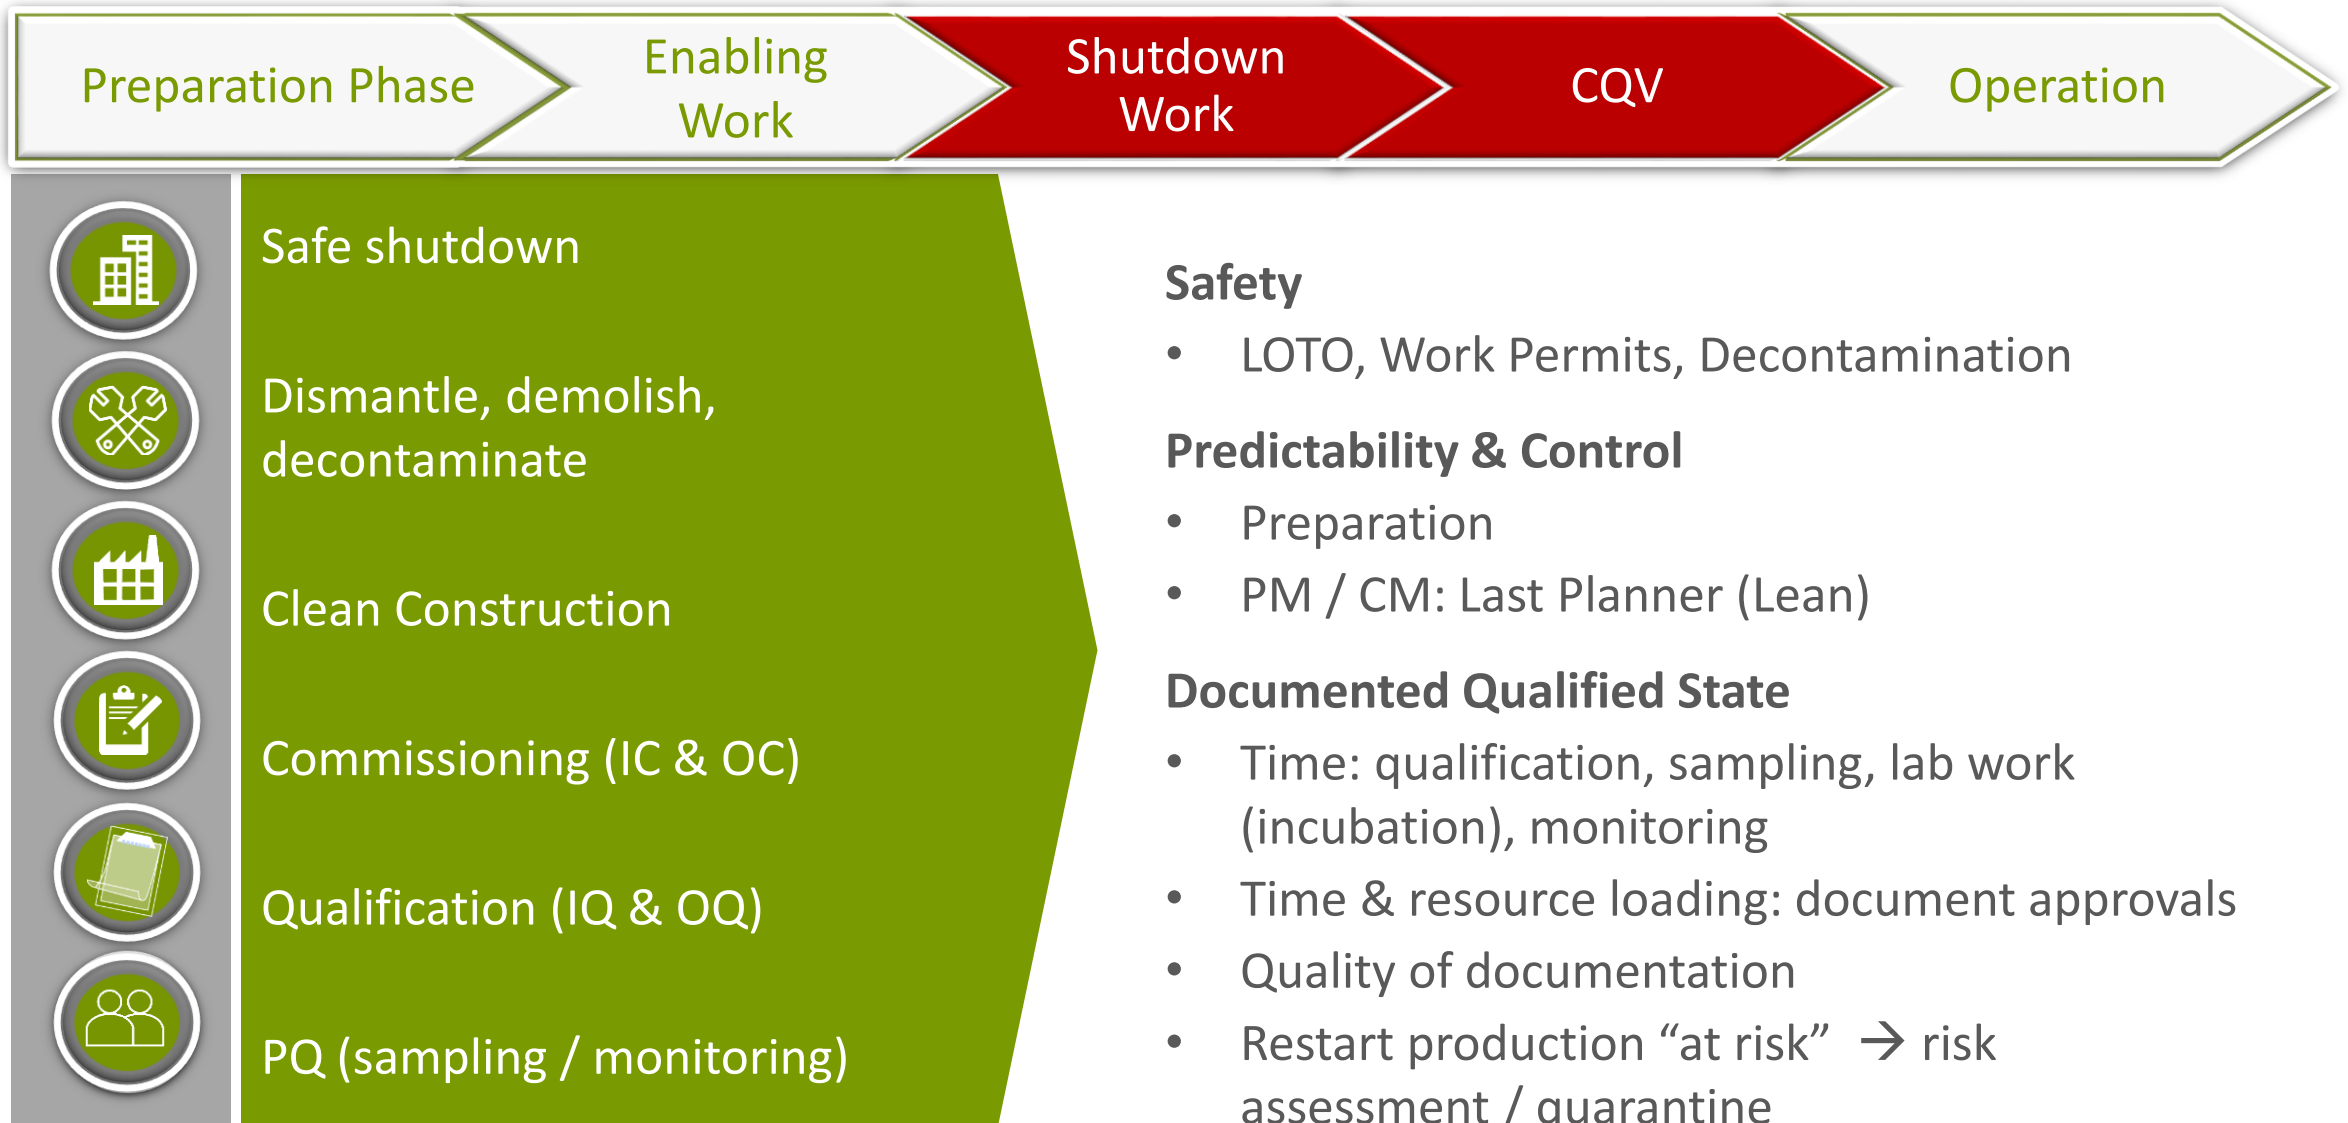 Preparation Phase
Enabling
Work
Shutdown
Work
CQV
Operation
Safe shutdown
Dismantle, demolish,
decontaminate
Clean Construction
Commissioning (IC & OC)
Qualification (IQ & OQ)
PQ (sampling / monitoring)
Safety
• LOTO, Work Permits, Decontamination
Predictability & Control
• Preparation
• PM / CM: Last Planner (Lean)
Documented Qualified State
• Time: qualification, sampling, lab work
(incubation), monitoring
• Time & resource loading: document approvals
• Quality of documentation
• Restart production “at risk” → risk
assessment / quarantine